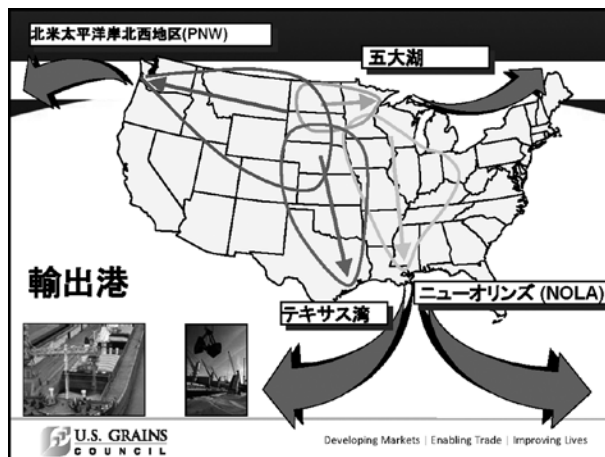 北米太平洋岸北西地区(PNW)
五大湖
輸出港
テキサス湾
ニューオリンズ (NOLA)
U.S. GRAINS
COUNCIL
Developing Markets | Enabling Trade | Improving Lives